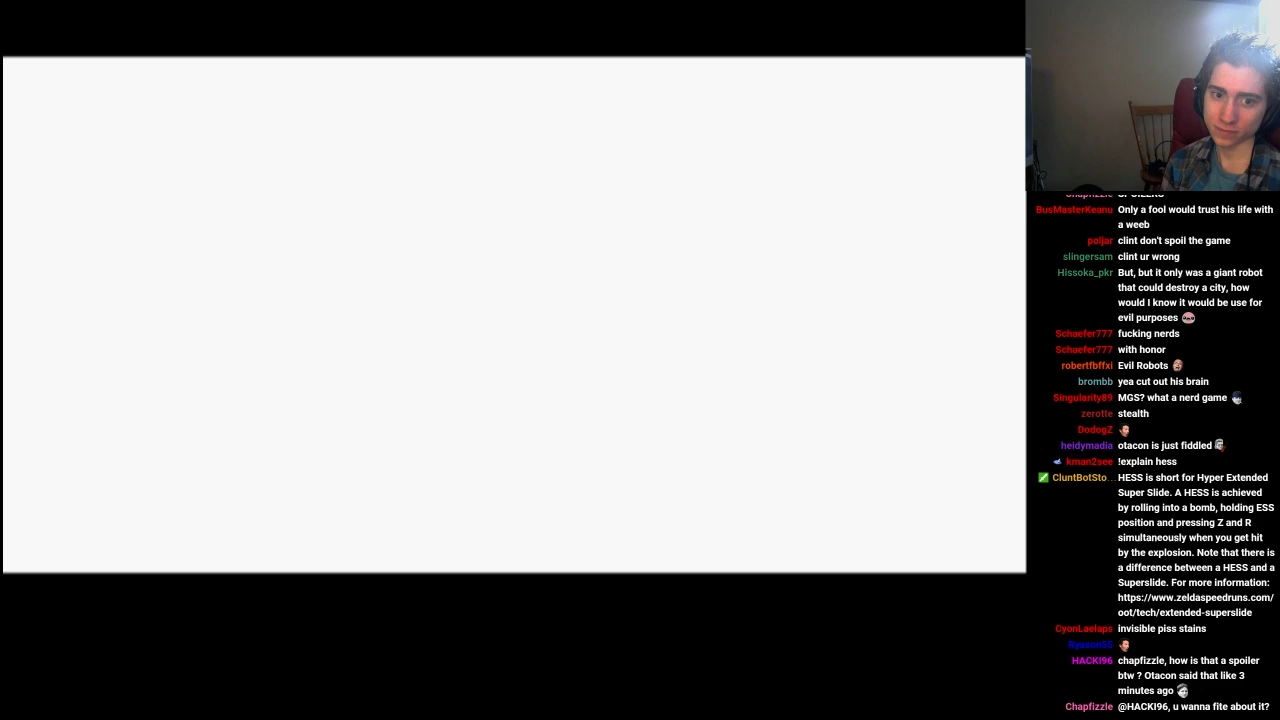 Chapfizzle SPOILERS
BusMasterKeanu Only a fool would trust his life with
a weeb
poijar clint don't spoil the game
slingersam clint ur wrong
Hissoka_pkr But, but it only was a giant robot
that could destroy a city, how
would I know it would be use for
evil purposes
Schaefer777 fucking nerds
Schaefer777 with honor
robertfbffxi Evil Robots
brombb yea cut out his brain
Singularity89 MGS? what a nerd game
zerotte stealth
DodogZ
heidymadia otacon is just fiddled
kman2see !explain hess
CluntBotSto... HESS is short for Hyper Extended
Super Slide. A HESS is achieved
by rolling into a bomb, holding ESS
position and pressing Z and R
simultaneously when you get hit
by the explosion. Note that there is
a difference between a HESS and a
Superslide. For more information:
https://www.zeldaspeedruns.com/
oot/tech/extended-superslide
CyonLaelaps invisible piss stains
HACKI96 chapfizzle, how is that a spoiler
btw ? Otacon said that like 3
minutes ago
Chapfizzle @HACKI96, u wanna fite about it?